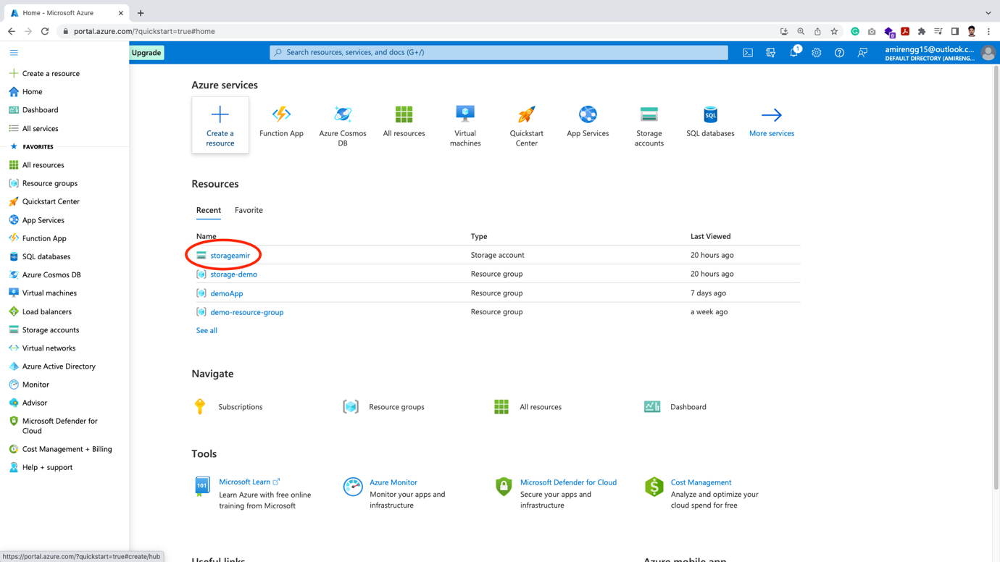 Home - Microsoft Azure
portal.azure.com/?quickstart=true#home
9
Upgrade
Search resources, services, and docs (G+/)
1
amirengg15@outlook.c...
DEFAULT DIRECTORY (AMIRENG...
Create a resource
Home
Dashboard
All services
FAVORITES
All resources
Resource groups
Quickstart Center
App Services
Function App
SQL databases
Azure Cosmos DB
Virtual machines
Load balancers
Storage accounts
Virtual networks
Azure Active Directory
Monitor
Advisor
Microsoft Defender for
Cloud
Cost Management + Billing
Help + support
Azure services
Create a
resource
Function App
Azure Cosmos
DB
All resources
Virtual
machines
Quickstart
Center
App Services
Storage
accounts
SQL
SQL databases
More services
Resources
Recent Favorite
Name Type Last Viewed
storageamir Storage account 20 hours ago
storage-demo Resource group 20 hours ago
demoApp Resource group 7 days ago
demo-resource-group Resource group a week ago
See all
Navigate
Subscriptions Resource groups All resources Dashboard
Tools
101
Microsoft Learn
Learn Azure with free online
training from Microsoft
Azure Monitor
Monitor your apps and
infrastructure
Microsoft Defender for Cloud
Secure your apps and
infrastructure
Cost Management
Analyze and optimize your
cloud spend for free
Useful links Azure mobile app
https://portal.azure.com/?quickstart=true#create/hub